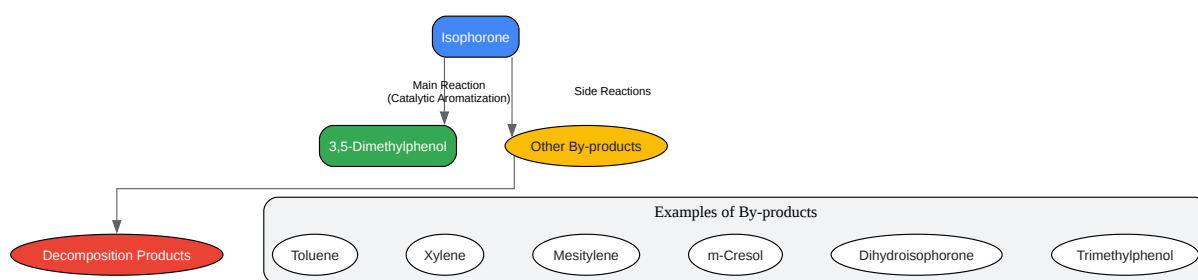 Isophorone
Main Reaction
(Catalytic Aromatization)
Side Reactions
3,5-Dimethylphenol
Other By-products
Examples of By-products
Decomposition Products
Toluene
Xylene
Mesitylene
m-Cresol
Dihydroisophorone
Trimethylphenol